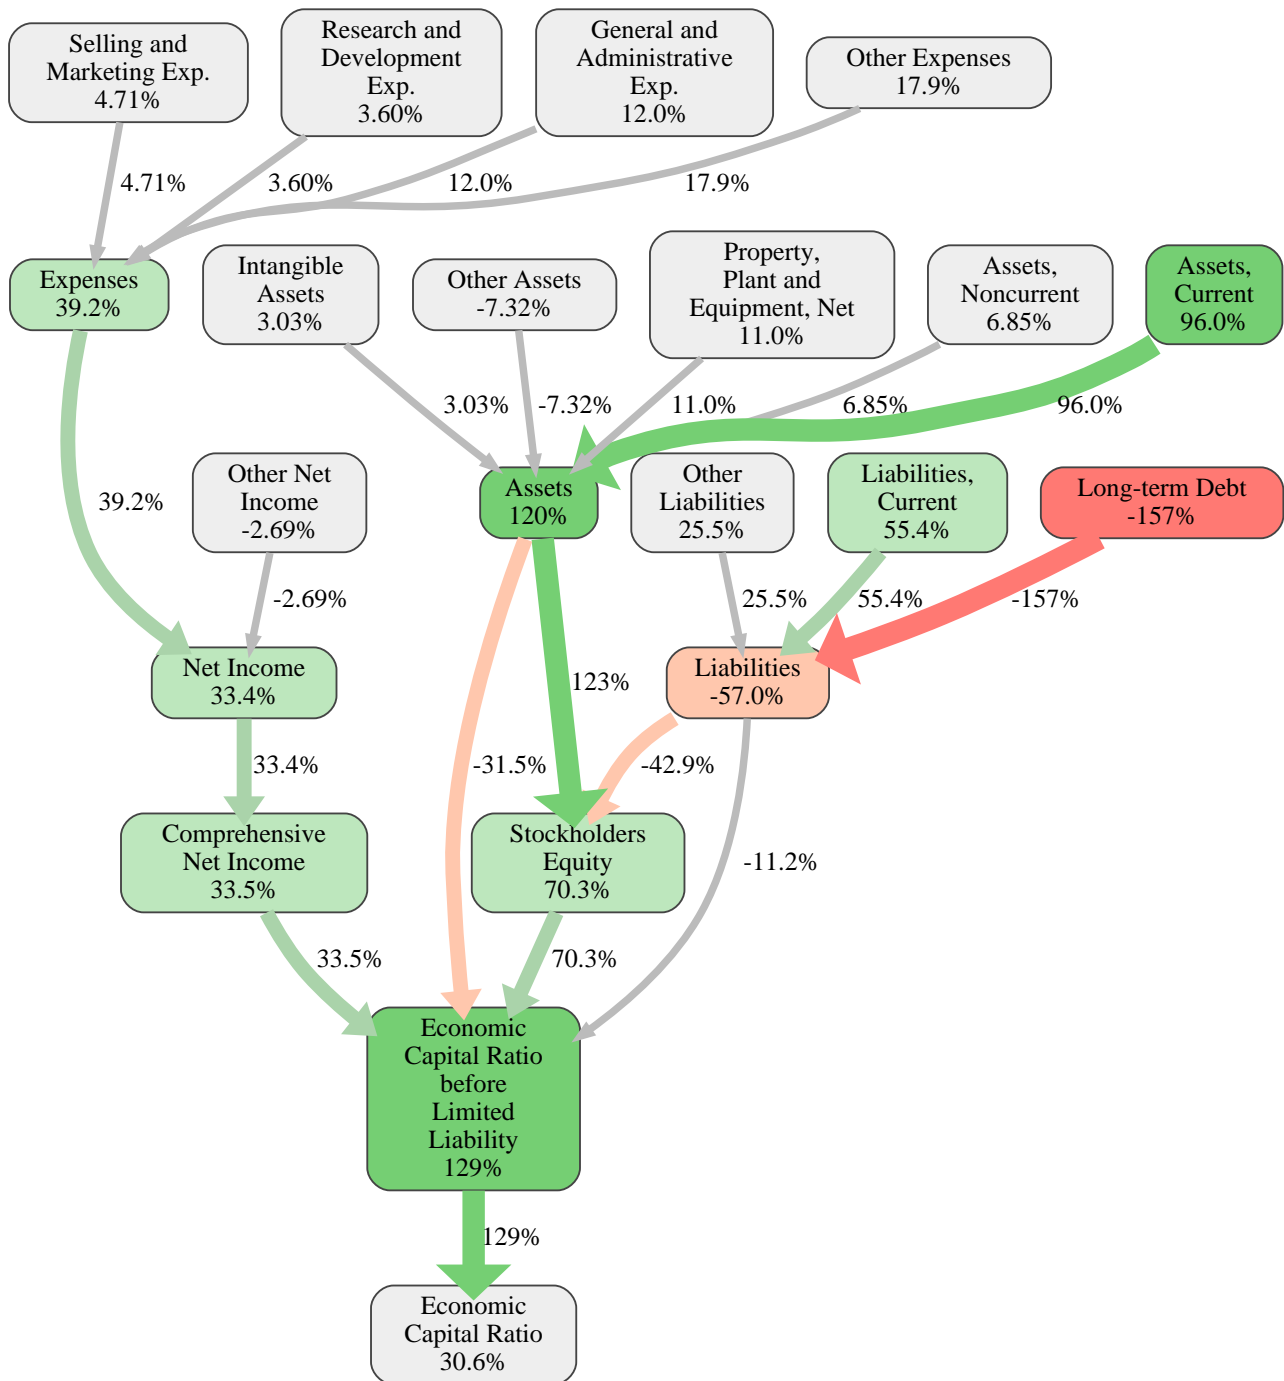 Selling and
Marketing Exp.
4.71%
Research and
Development
Exp.
3.60%
General and
Administrative
Exp.
12.0%
Other Expenses
17.9%
4.71%
3.60%
12.0%
17.9%
Expenses
39.2%
Intangible
Assets
3.03%
Other Assets
-7.32%
Property,
Plant and
Equipment, Net
11.0%
Assets,
Noncurrent
6.85%
Assets,
Current
96.0%
3.03%
-7.32%
11.0%
6.85%
96.0%
39.2%
Other Net
Income
-2.69%
Assets
120%
Other
Liabilities
25.5%
Liabilities,
Current
55.4%
Long-term Debt
-157%
-2.69%
25.5%
55.4%
-157%
Net Income
33.4%
123%
Liabilities
-57.0%
33.4%
-31.5%
-42.9%
Comprehensive
Net Income
33.5%
Stockholders
Equity
70.3%
-11.2%
33.5%
70.3%
Economic
Capital Ratio
before
Limited
Liability
129%
129%
Economic
Capital Ratio
30.6%